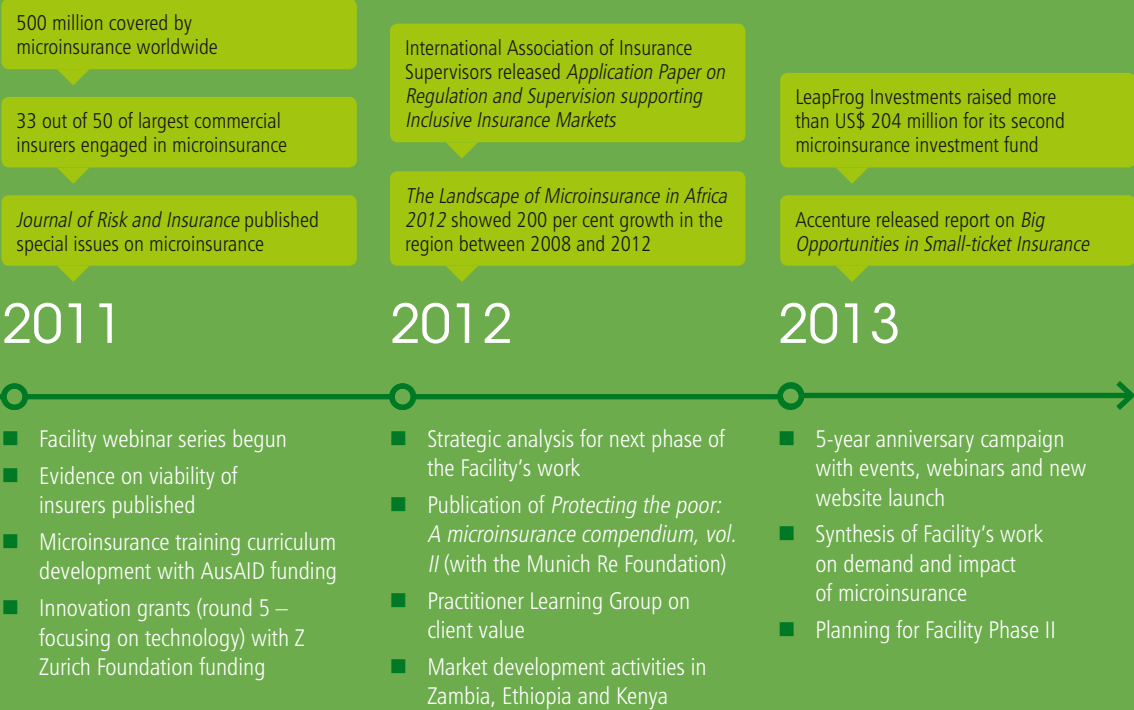 500 million covered by
microinsurance worldwide
33 out of 50 of largest commercial
insurers engaged in microinsurance
Journal of Risk and Insurance published
special issues on microinsurance
2011
Facility webinar series begun
Evidence on viability of
insurers published
Microinsurance training curriculum
development with AusAID funding
Innovation grants (round 5 –
focusing on technology) with Z
Zurich Foundation funding
International Association of Insurance
Supervisors released Application Paper on
Regulation and Supervision supporting
Inclusive Insurance Markets
The Landscape of Microinsurance in Africa
2012 showed 200 per cent growth in the
region between 2008 and 2012
2012
Strategic analysis for next phase of
the Facility's work
Publication of Protecting the poor:
A microinsurance compendium, vol.
II (with the Munich Re Foundation)
Practitioner Learning Group on
client value
Market development activities in
Zambia, Ethiopia and Kenya
LeapFrog Investments raised more
than US$ 204 million for its second
microinsurance investment fund
Accenture released report on Big
Opportunities in Small-ticket Insurance
2013
5-year anniversary campaign
with events, webinars and new
website launch
Synthesis of Facility's work
on demand and impact
of microinsurance
Planning for Facility Phase II